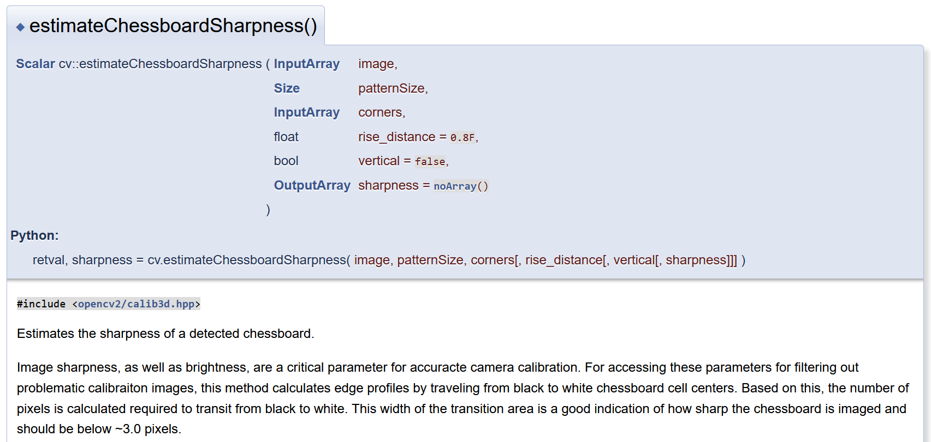 ◆ estimateChessboardSharpness()
Scalar cv::estimateChessboardSharpness ( InputArray image,
Size patternSize,
InputArray corners,
float rise_distance = 0.8F,
bool vertical = false,
OutputArray sharpness = noArray()
)
Python:
retval, sharpness = cv.estimateChessboardSharpness( image, patternSize, corners[, rise_distance[, vertical[, sharpness]]] )
#include <opencv2/calib3d.hpp>
Estimates the sharpness of a detected chessboard.
Image sharpness, as well as brightness, are a critical parameter for accuracte camera calibration. For accessing these parameters for filtering out
problematic calibraiton images, this method calculates edge profiles by traveling from black to white chessboard cell centers. Based on this, the number of
pixels is calculated required to transit from black to white. This width of the transition area is a good indication of how sharp the chessboard is imaged and
should be below ~3.0 pixels.